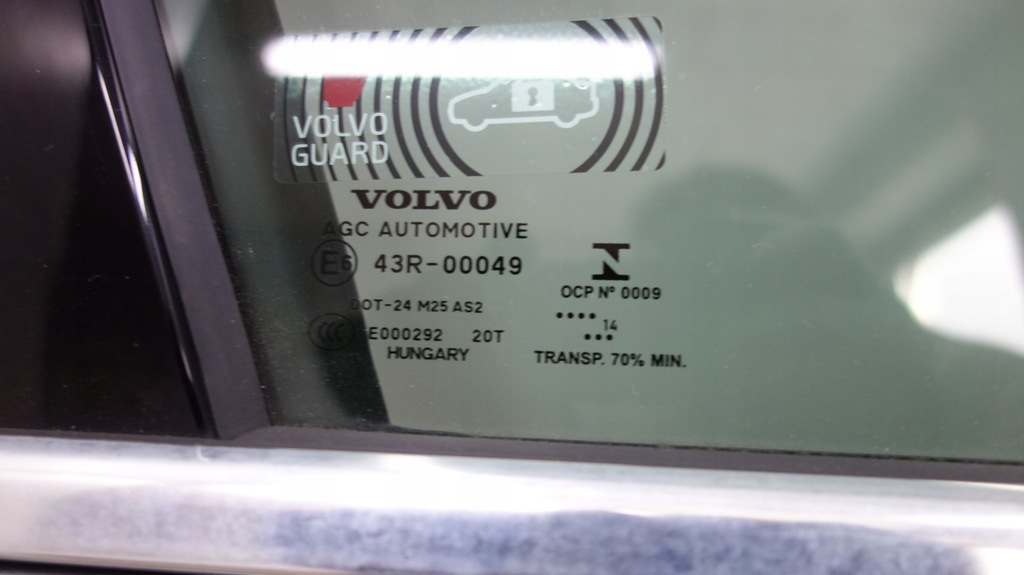 VOLVO
GUARD
VOLVO
AGC AUTOMOTIVE
E6 43R-00049
OCP Nº 0009
DOT-24 M25 AS2
•••• 14
•••
CCC E000292 20T
HUNGARY
TRANSP. 70% MIN.